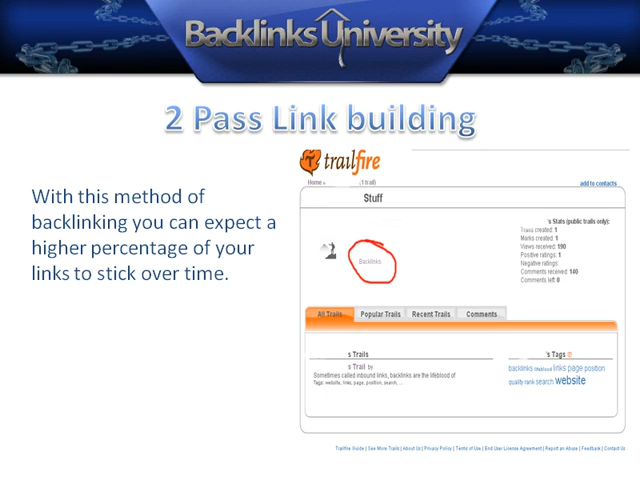 Backlinks University
2 Pass Link building
With this method of
backlinking you can expect a
higher percentage of your
links to stick over time.
trailfire
Home » (1 trail)
add to contacts
Stuff
's Stats (public trails only):
Trails created: 1
Marks created: 1
Views received: 190
Positive ratings: 1
Negative ratings:
Comments received: 140
Comments left: 0
Backlinks
All Trails Popular Trails Recent Trails Comments
s Trails
's Tags
s Trail by
Sometimes called inbound links, backlinks are the lifeblood of
Tags: website, links, page, position, search, ...
backlinks lifeblood links page position
quality rank search website
Trailfire Inside | See More Trails | About Us | Privacy Policy | Terms of Use | End User License Agreement | Report an Abuse | Feedback | Contact Us